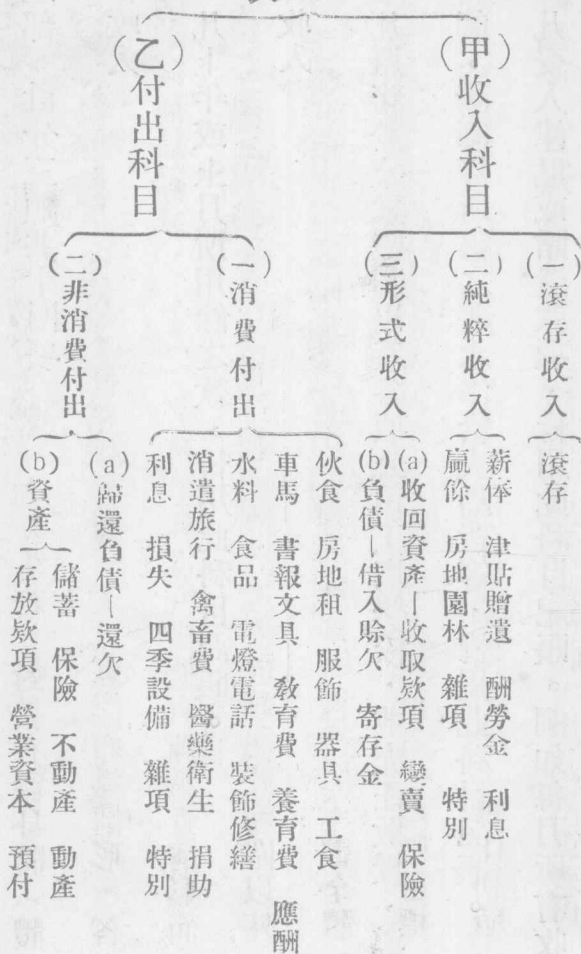 (甲)收入科目
(一)滾存收入
滾存
(二)純粹收入
薪俸 津貼贈遺 酬勞金 利息
贏餘 房地園林 雜項 特別
(三)形式收入
(a)收回資產—收取欵項 變賣 保險
(b)負債—借入賒欠 寄存金
(乙)付出科目
(一)消費付出
伙食 房地租 服飾 器具 工食
車馬 書報文具 教育費 養育費 應酬
水料 食品 電燈電話 裝飾修繕
消遣旅行 禽畜費 醫藥衛生 捐助
利息 損失 四季設備 雜項 特別
(二)非消費付出
(a)歸還負債—還欠
(b)資產
儲蓄 保險 不動產 動產
存放欵項 營業資本 預付